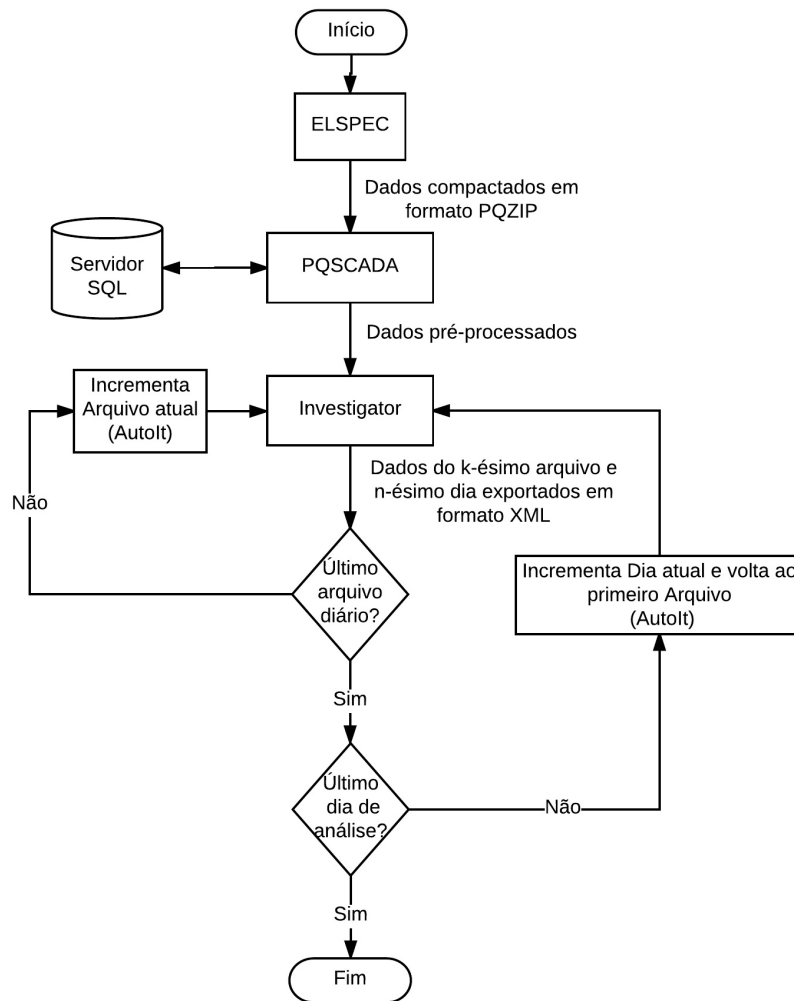 Início
ELSPEC
Dados compactados em
formato PQZIP
Servidor
SQL
PQSCADA
Dados pré-processados
Incrementa
Arquivo atual
(AutoIt)
Investigator
Dados do k-ésimo arquivo e
n-ésimo dia exportados em
formato XML
Não
Último
arquivo
diário?
Incrementa Dia atual e volta ao
primeiro Arquivo
(AutoIt)
Sim
Último
dia de
análise?
Não
Sim
Fim